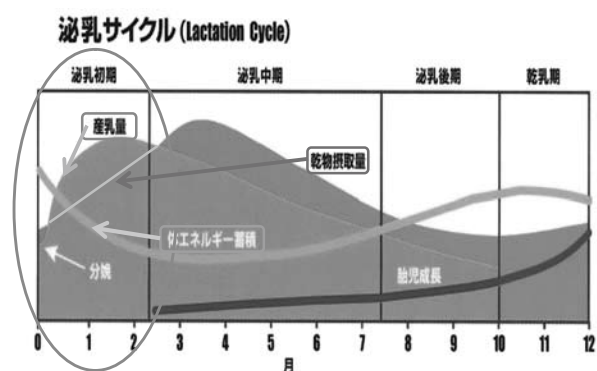 泌乳サイクル(Lactation Cycle)
泌乳初期 泌乳中期 泌乳後期 乾乳期
産乳量
乾物摂取量
体エネルギー蓄積
分娩
胎児成長
0 1 2 3 4 5 6 7 8 9 10 11 12
月